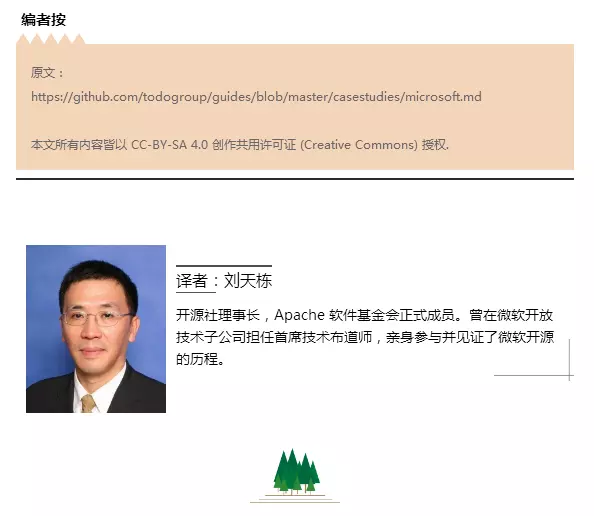 编者按
原文：
https://github.com/todogroup/guides/blob/master/casestudies/microsoft.md
本文所有内容皆以 CC-BY-SA 4.0 创作共用许可证 (Creative Commons) 授权.
译者：刘天栋
开源社理事长，Apache 软件基金会正式成员。曾在微软开放
技术子公司担任首席技术布道师，亲身参与并见证了微软开源
的历程。